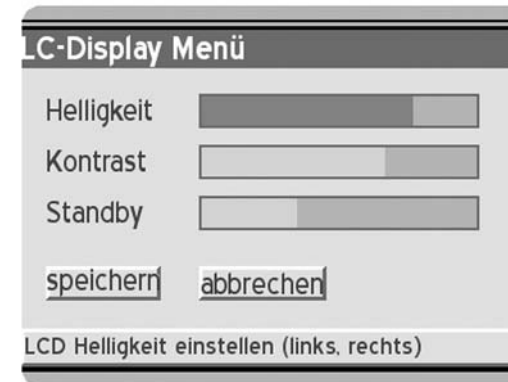 LC-Display Menü
Helligkeit
Kontrast
Standby
speichern abbrechen
LCD Helligkeit einstellen (links, rechts)